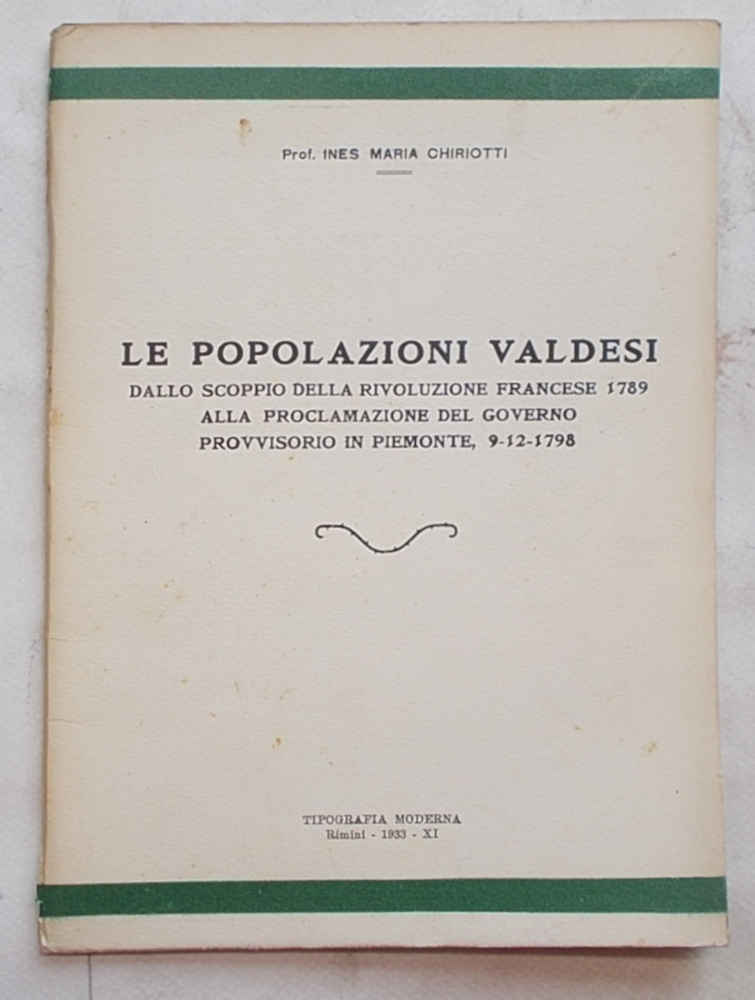 Prof. INES MARIA CHIRIOTTI
LE POPOLAZIONI VALDESI
DALLO SCOPPIO DELLA RIVOLUZIONE FRANCESE 1789
ALLA PROCLAMAZIONE DEL GOVERNO
PROVVISORIO IN PIEMONTE, 9-12-1798
TIPOGRAFIA MODERNA
Rimini - 1933 - XI